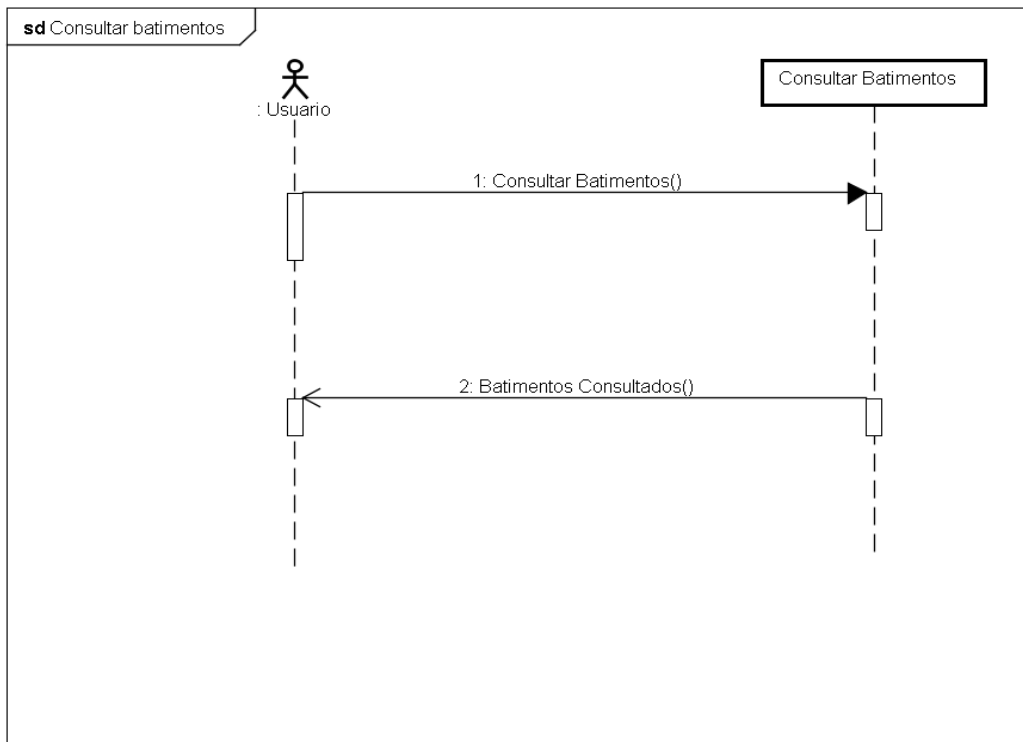 sd Consultar batimentos
: Usuario
Consultar Batimentos
1: Consultar Batimentos()
2: Batimentos Consultados()